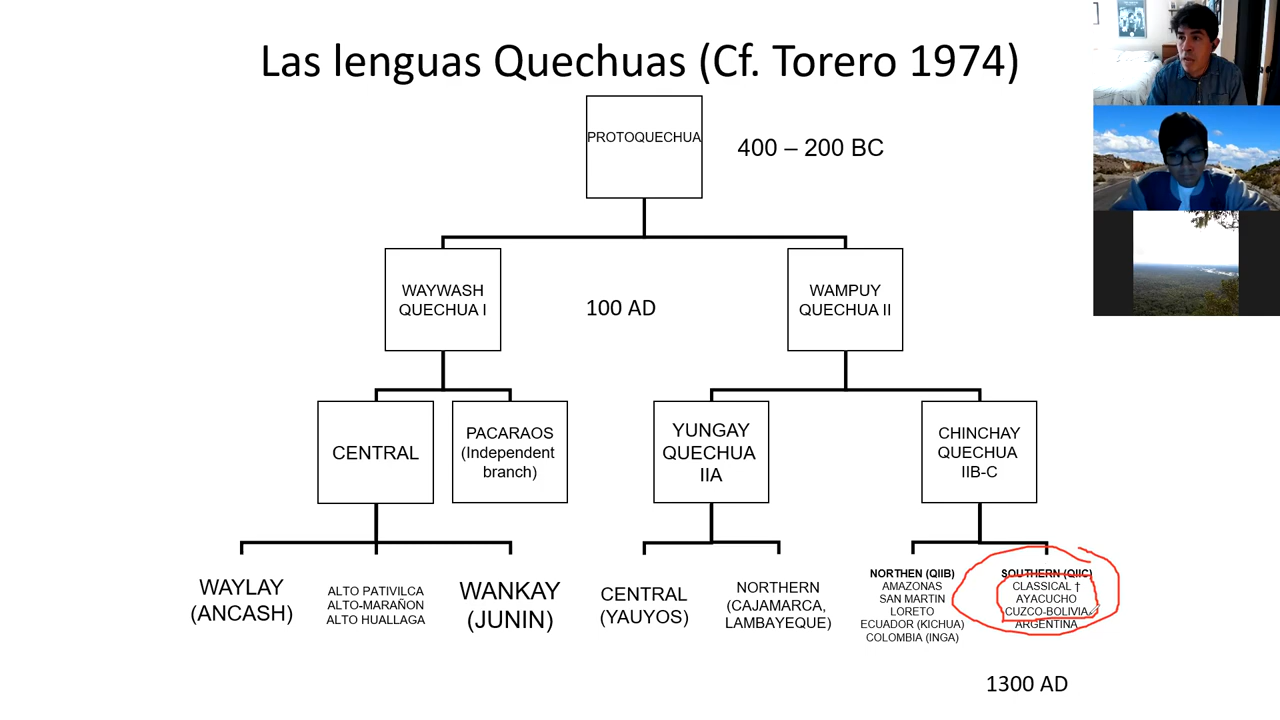 Las lenguas Quechuas (Cf. Torero 1974)
PROTOQUECHUA
400 – 200 BC
WAYWASH
QUECHUA I
100 AD
WAMPUY
QUECHUA II
CENTRAL
PACARAOS
(Independent
branch)
YUNGAY
QUECHUA
IIA
CHINCHAY
QUECHUA
IIB-C
WAYLAY
(ANCASH)
ALTO PATIVILCA
ALTO-MARAÑON
ALTO HUALLAGA
WANKAY
(JUNIN)
CENTRAL
(YAUYOS)
NORTHERN
(CAJAMARCA,
LAMBAYEQUE)
NORTHEN (QIIB)
AMAZONAS
SAN MARTIN
LORETO
ECUADOR (KICHUA)
COLOMBIA (INGA)
SOUTHERN (QIIC)
CLASSICAL †
AYACUCHO
CUZCO-BOLIVIA
ARGENTINA
1300 AD